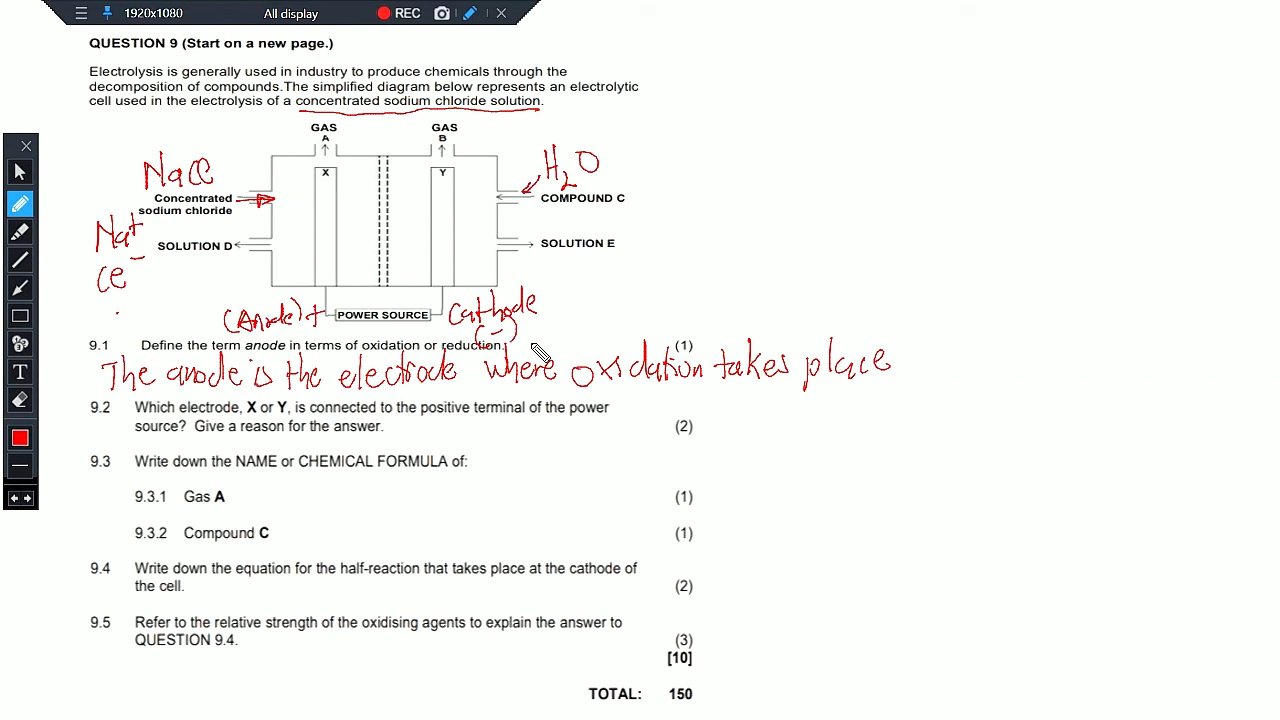 1920x1080 All display REC
QUESTION 9 (Start on a new page.)
Electrolysis is generally used in industry to produce chemicals through the
decomposition of compounds.The simplified diagram below represents an electrolytic
cell used in the electrolysis of a concentrated sodium chloride solution.
GAS GAS
A B
X Y
NaCl H2O
Concentrated COMPOUND C
sodium chloride
Na+
SOLUTION D SOLUTION E
Cl-
(Anode) + POWER SOURCE Cathode
(-)
9.1 Define the term anode in terms of oxidation or reduction. (1)
The anode is the electrode where oxidation takes place
9.2 Which electrode, X or Y, is connected to the positive terminal of the power
source? Give a reason for the answer. (2)
9.3 Write down the NAME or CHEMICAL FORMULA of:
9.3.1 Gas A (1)
9.3.2 Compound C (1)
9.4 Write down the equation for the half-reaction that takes place at the cathode of
the cell. (2)
9.5 Refer to the relative strength of the oxidising agents to explain the answer to
QUESTION 9.4. (3)
[10]
TOTAL: 150